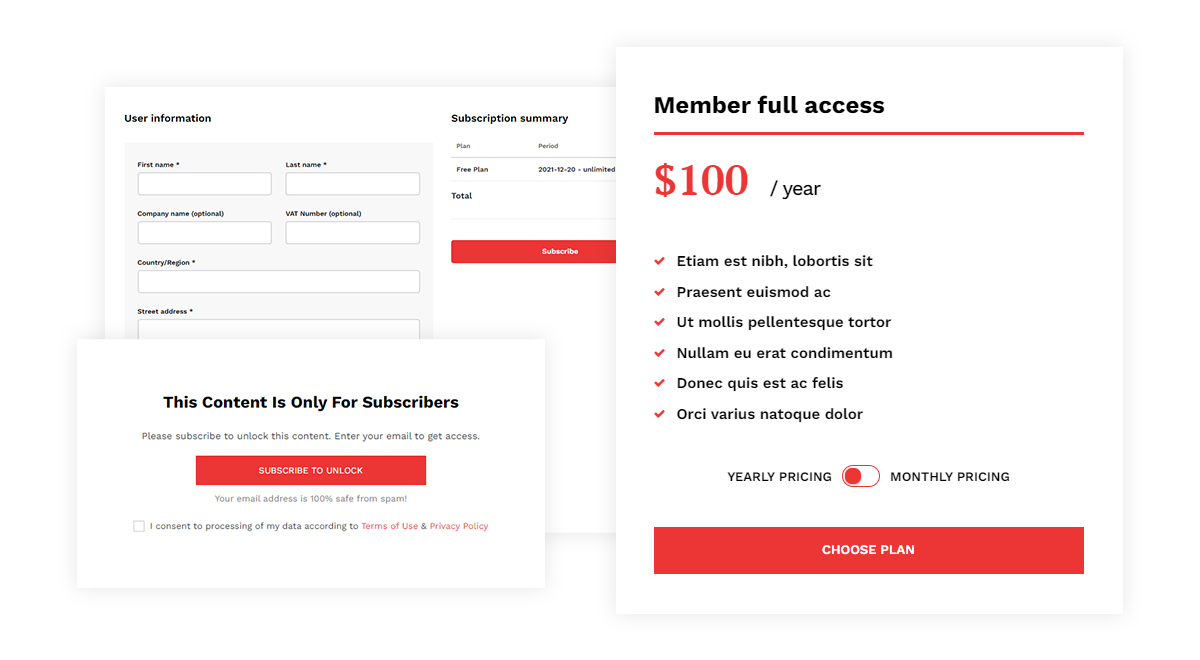 User information
First name *
Last name *
Company name (optional)
VAT Number (optional)
Country/Region *
Street address *
Subscription summary
Plan
Period
Free Plan
2021-12-20 - unlimited
Total
Subscribe
This Content Is Only For Subscribers
Please subscribe to unlock this content. Enter your email to get access.
SUBSCRIBE TO UNLOCK
Your email address is 100% safe from spam!
I consent to processing of my data according to Terms of Use & Privacy Policy
Member full access
$100 / year
Etiam est nibh, lobortis sit
Praesent euismod ac
Ut mollis pellentesque tortor
Nullam eu erat condimentum
Donec quis est ac felis
Orci varius natoque dolor
YEARLY PRICING
MONTHLY PRICING
CHOOSE PLAN